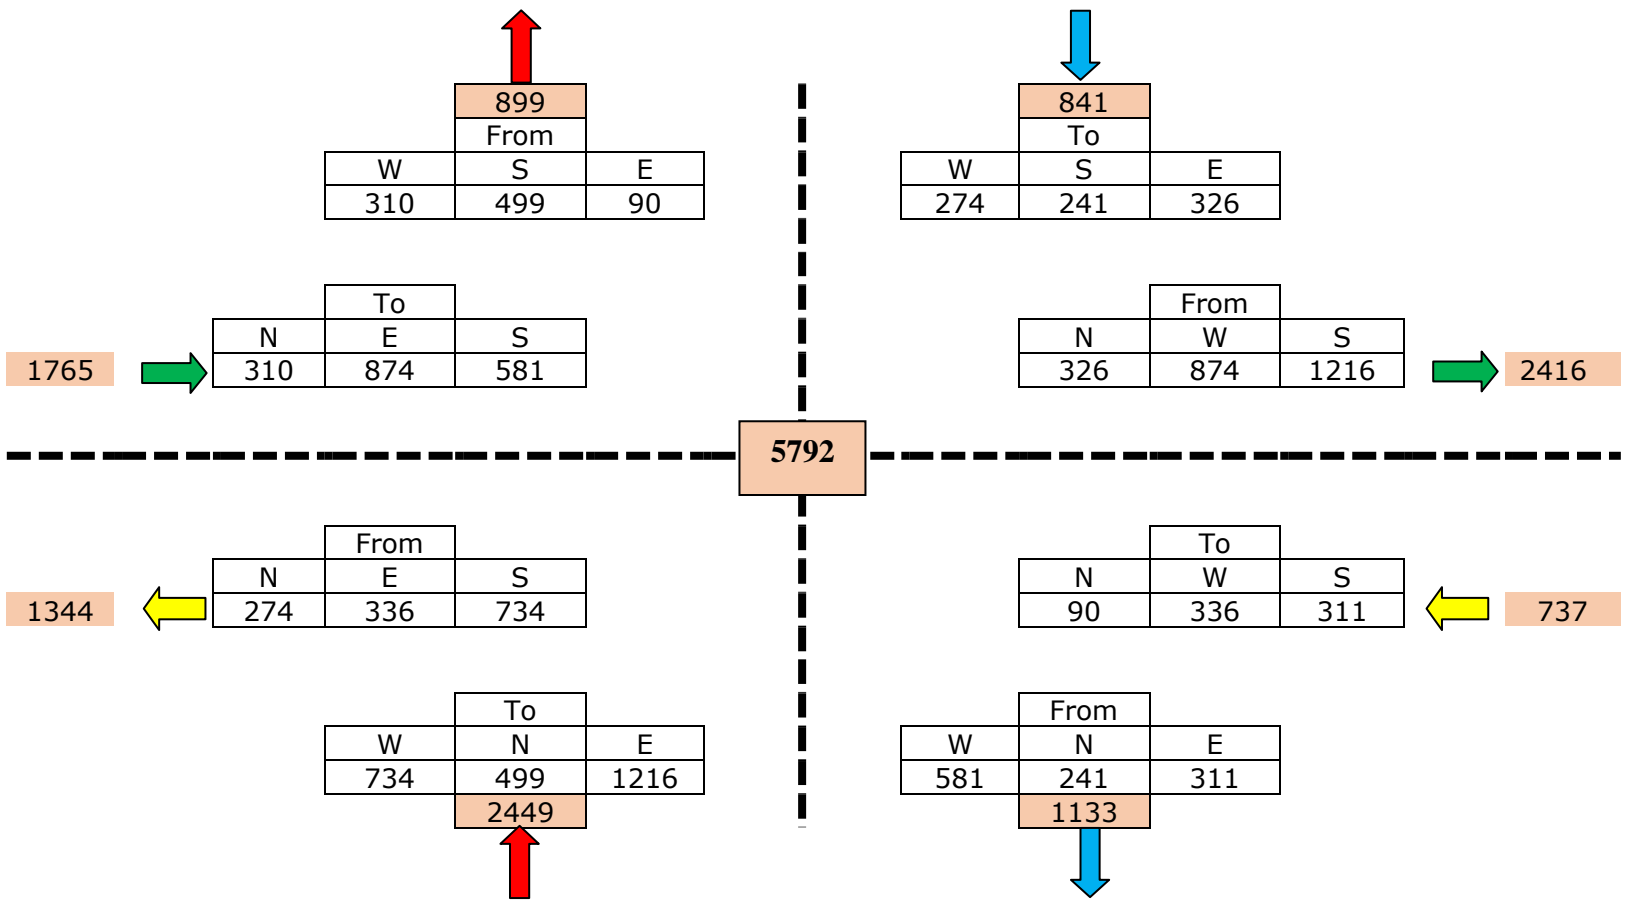 899
From
W S E
310 499 90
841
To
W S E
274 241 326
To
N E S
1765 310 874 581
From
N W S
326 874 1216 2416
5792
From
N E S
1344 274 336 734
To
N W S
90 336 311 737
To
W N E
734 499 1216
2449
From
W N E
581 241 311
1133